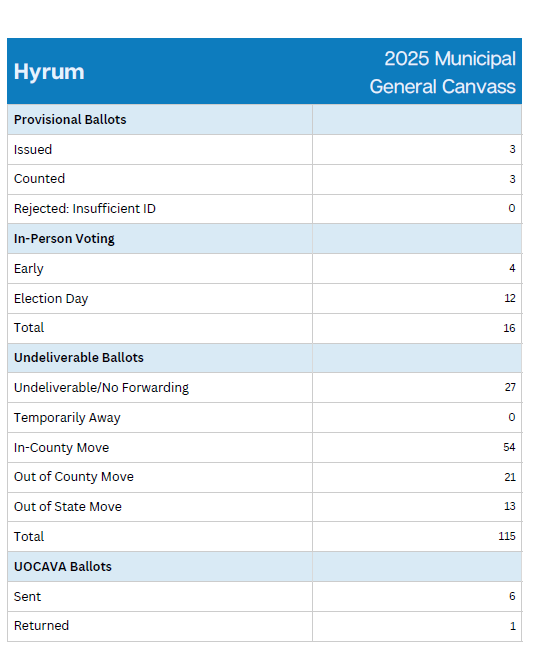 Hyrum
2025 Municipal
General Canvass
Provisional Ballots
Issued 3
Counted 3
Rejected: Insufficient ID 0
In-Person Voting
Early 4
Election Day 12
Total 16
Undeliverable Ballots
Undeliverable/No Forwarding 27
Temporarily Away 0
In-County Move 54
Out of County Move 21
Out of State Move 13
Total 115
UOCAVA Ballots
Sent 6
Returned 1